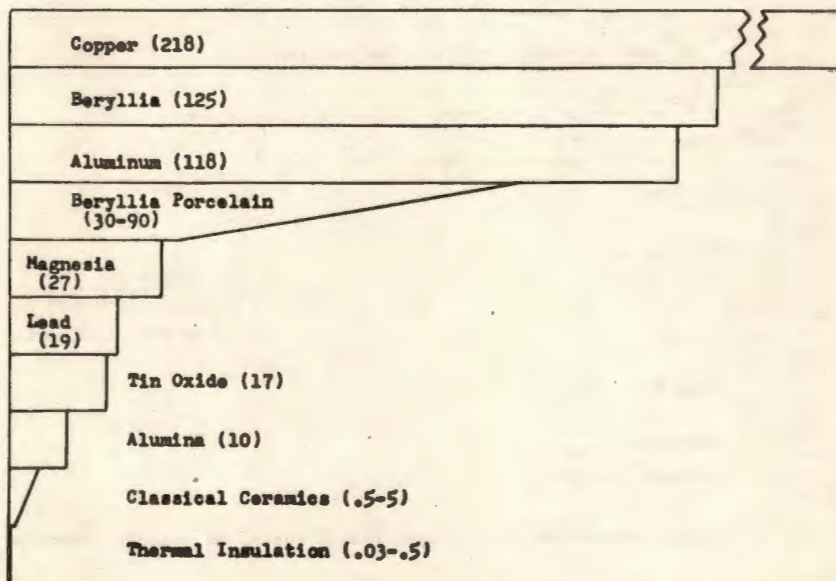 Copper (218)
Beryllia (125)
Aluminum (118)
Beryllia Porcelain
(30-90)
Magnesia
(27)
Lead
(19)
Tin Oxide (17)
Alumina (10)
Classical Ceramics (.5-5)
Thermal Insulation (.03-.5)